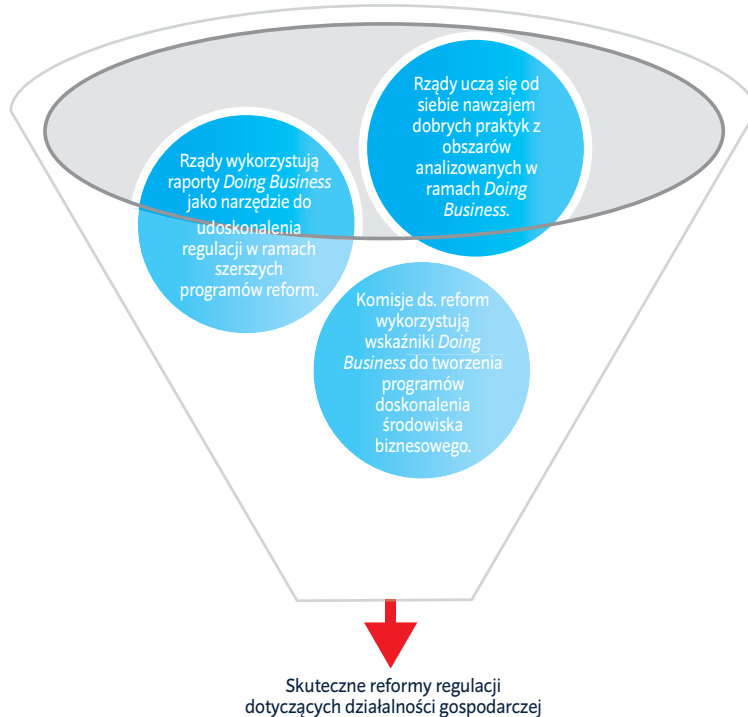 Rządy wykorzystują
raporty Doing Business
jako narzędzie do
udoskonalenia
regulacji w ramach
szerszych
programów reform.
Rządy uczą się od
siebie nawzajem
dobrych praktyk z
obszarów
analizowanych w
ramach Doing
Business.
Komisje ds. reform
wykorzystują
wskaźniki Doing
Business do tworzenia
programów
doskonalenia
środowiska
biznesowego.
Skuteczne reformy regulacji
dotyczących działalności gospodarczej